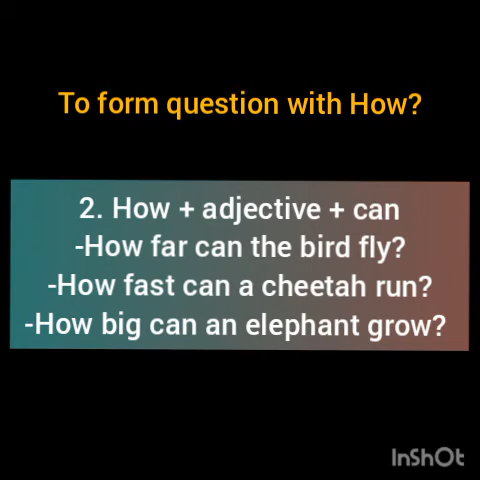 To form question with How?
2. How + adjective + can
-How far can the bird fly?
-How fast can a cheetah run?
-How big can an elephant grow?
InShOt